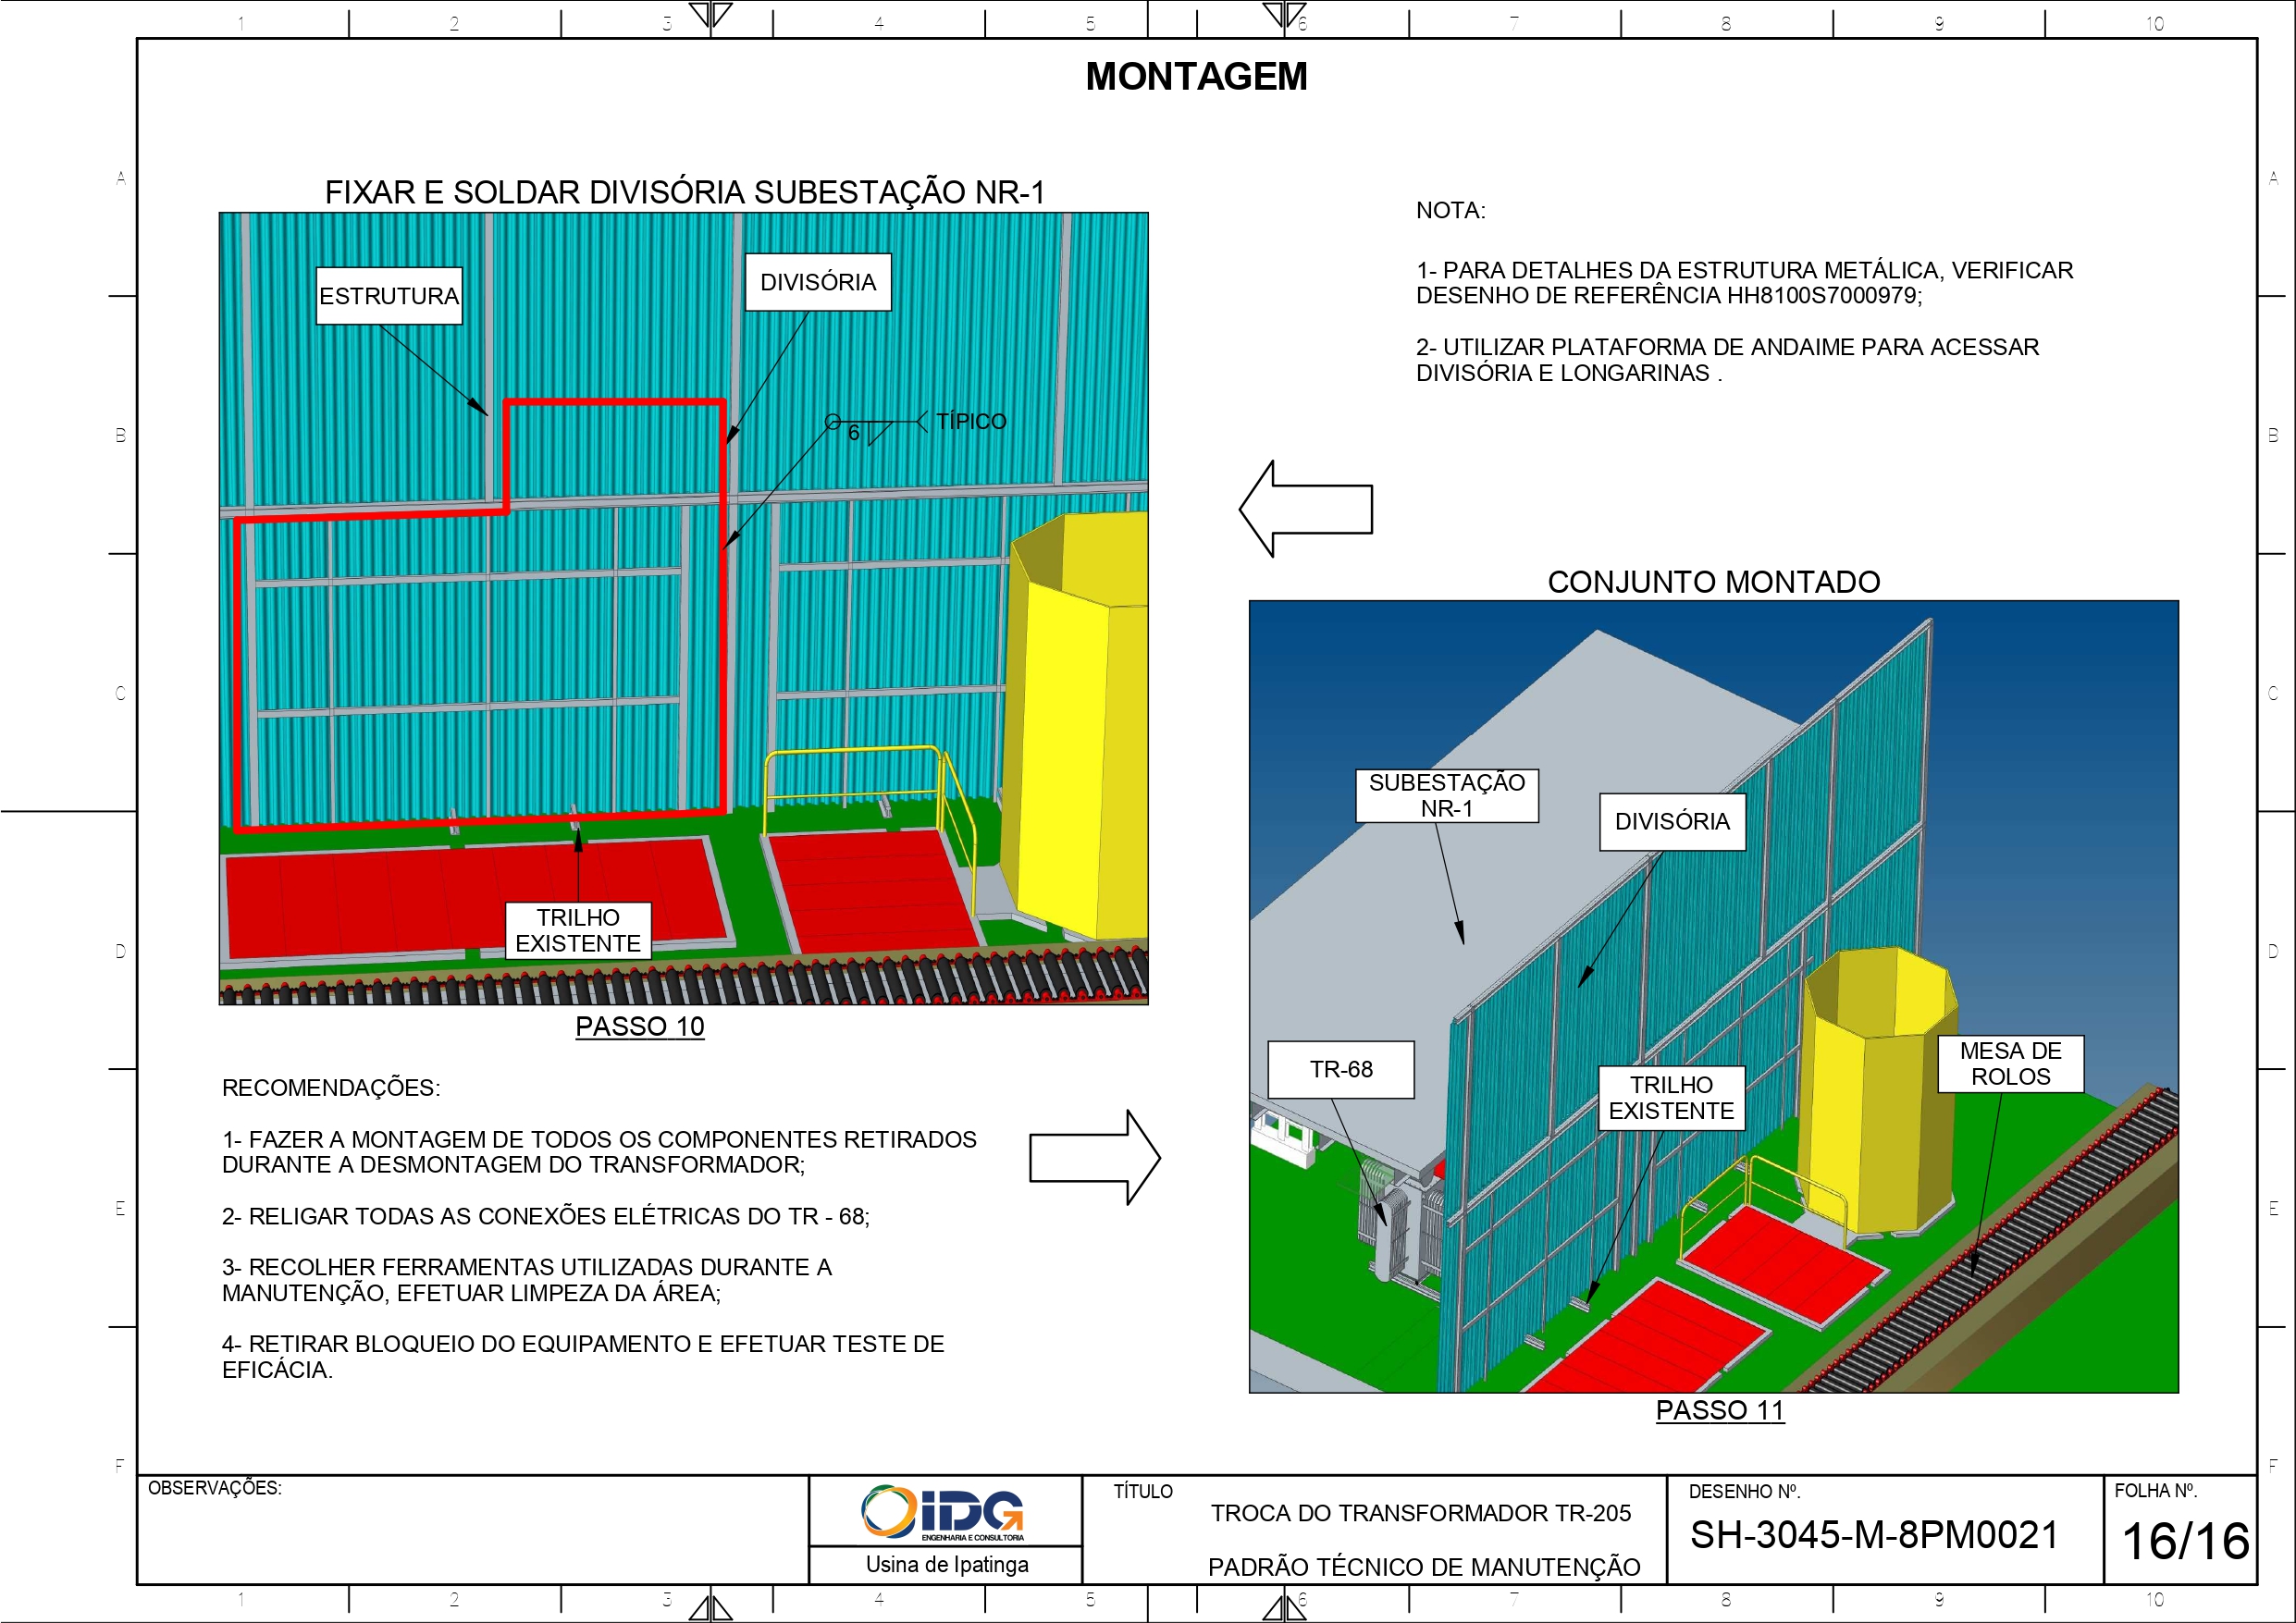 1 2 3 4 5 6 7 8 9 10
MONTAGEM
A A
B B
C C
D D
E E
F F
FIXAR E SOLDAR DIVISÓRIA SUBESTAÇÃO NR-1
ESTRUTURA
DIVISÓRIA
6
TÍPICO
TRILHO
EXISTENTE
PASSO 10
NOTA:
1- PARA DETALHES DA ESTRUTURA METÁLICA, VERIFICAR
DESENHO DE REFERÊNCIA HH8100S7000979;
2- UTILIZAR PLATAFORMA DE ANDAIME PARA ACESSAR
DIVISÓRIA E LONGARINAS .
CONJUNTO MONTADO
SUBESTAÇÃO
NR-1
DIVISÓRIA
TR-68
TRILHO
EXISTENTE
MESA DE
ROLOS
PASSO 11
RECOMENDAÇÕES:
1- FAZER A MONTAGEM DE TODOS OS COMPONENTES RETIRADOS
DURANTE A DESMONTAGEM DO TRANSFORMADOR;
2- RELIGAR TODAS AS CONEXÕES ELÉTRICAS DO TR - 68;
3- RECOLHER FERRAMENTAS UTILIZADAS DURANTE A
MANUTENÇÃO, EFETUAR LIMPEZA DA ÁREA;
4- RETIRAR BLOQUEIO DO EQUIPAMENTO E EFETUAR TESTE DE
EFICÁCIA.
OBSERVAÇÕES:
IDG
ENGENHARIA E CONSULTORIA
Usina de Ipatinga
TÍTULO
TROCA DO TRANSFORMADOR TR-205
PADRÃO TÉCNICO DE MANUTENÇÃO
DESENHO Nº.
SH-3045-M-8PM0021
FOLHA Nº.
16/16
1 2 3 4 5 6 7 8 9 10